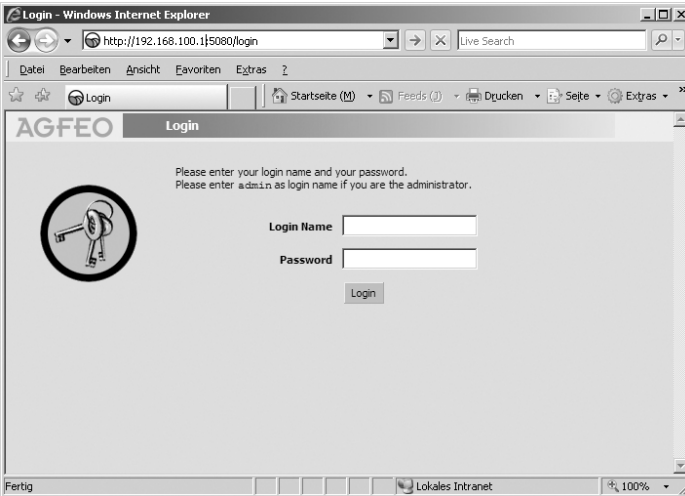 Login - Windows Internet Explorer
http://192.168.100.1:5080/login
Live Search
Datei Bearbeiten Ansicht Favoriten Extras ?
Login
Startseite (M) Feeds (J) Drucken Seite Extras »
AGFEO Login
Please enter your login name and your password.
Please enter admin as login name if you are the administrator.
Login Name
Password
Login
Fertig Lokales Intranet 100%